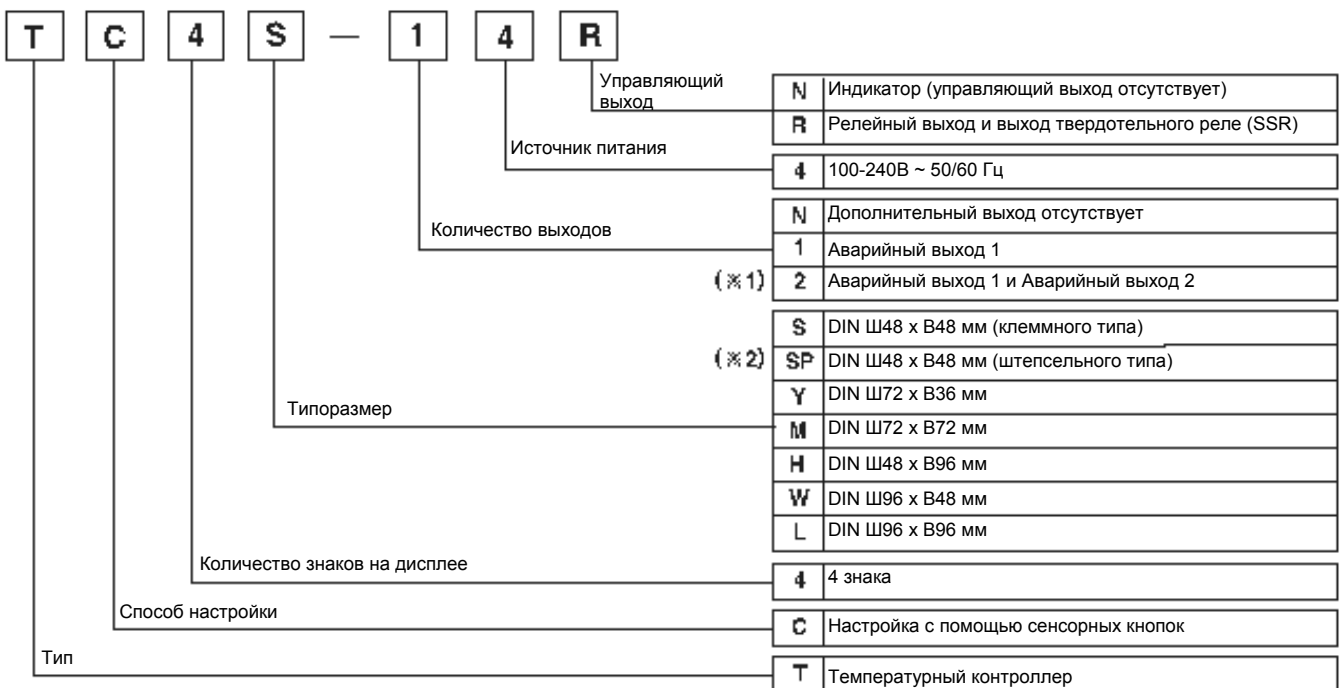 T C 4 S — 1 4 R
Управляющий
выход
N Индикатор (управляющий выход отсутствует)
R Релейный выход и выход твердотельного реле (SSR)
Источник питания
4 100-240В ~ 50/60 Гц
Количество выходов
N Дополнительный выход отсутствует
1 Аварийный выход 1
(※1) 2 Аварийный выход 1 и Аварийный выход 2
Типоразмер
S DIN Ш48 x В48 мм (клеммного типа)
(※2) SP DIN Ш48 x В48 мм (штепсельного типа)
Y DIN Ш72 x В36 мм
M DIN Ш72 x В72 мм
H DIN Ш48 x В96 мм
W DIN Ш96 x В48 мм
L DIN Ш96 x В96 мм
Количество знаков на дисплее
4 4 знака
Способ настройки
C Настройка с помощью сенсорных кнопок
Тип
T Температурный контроллер